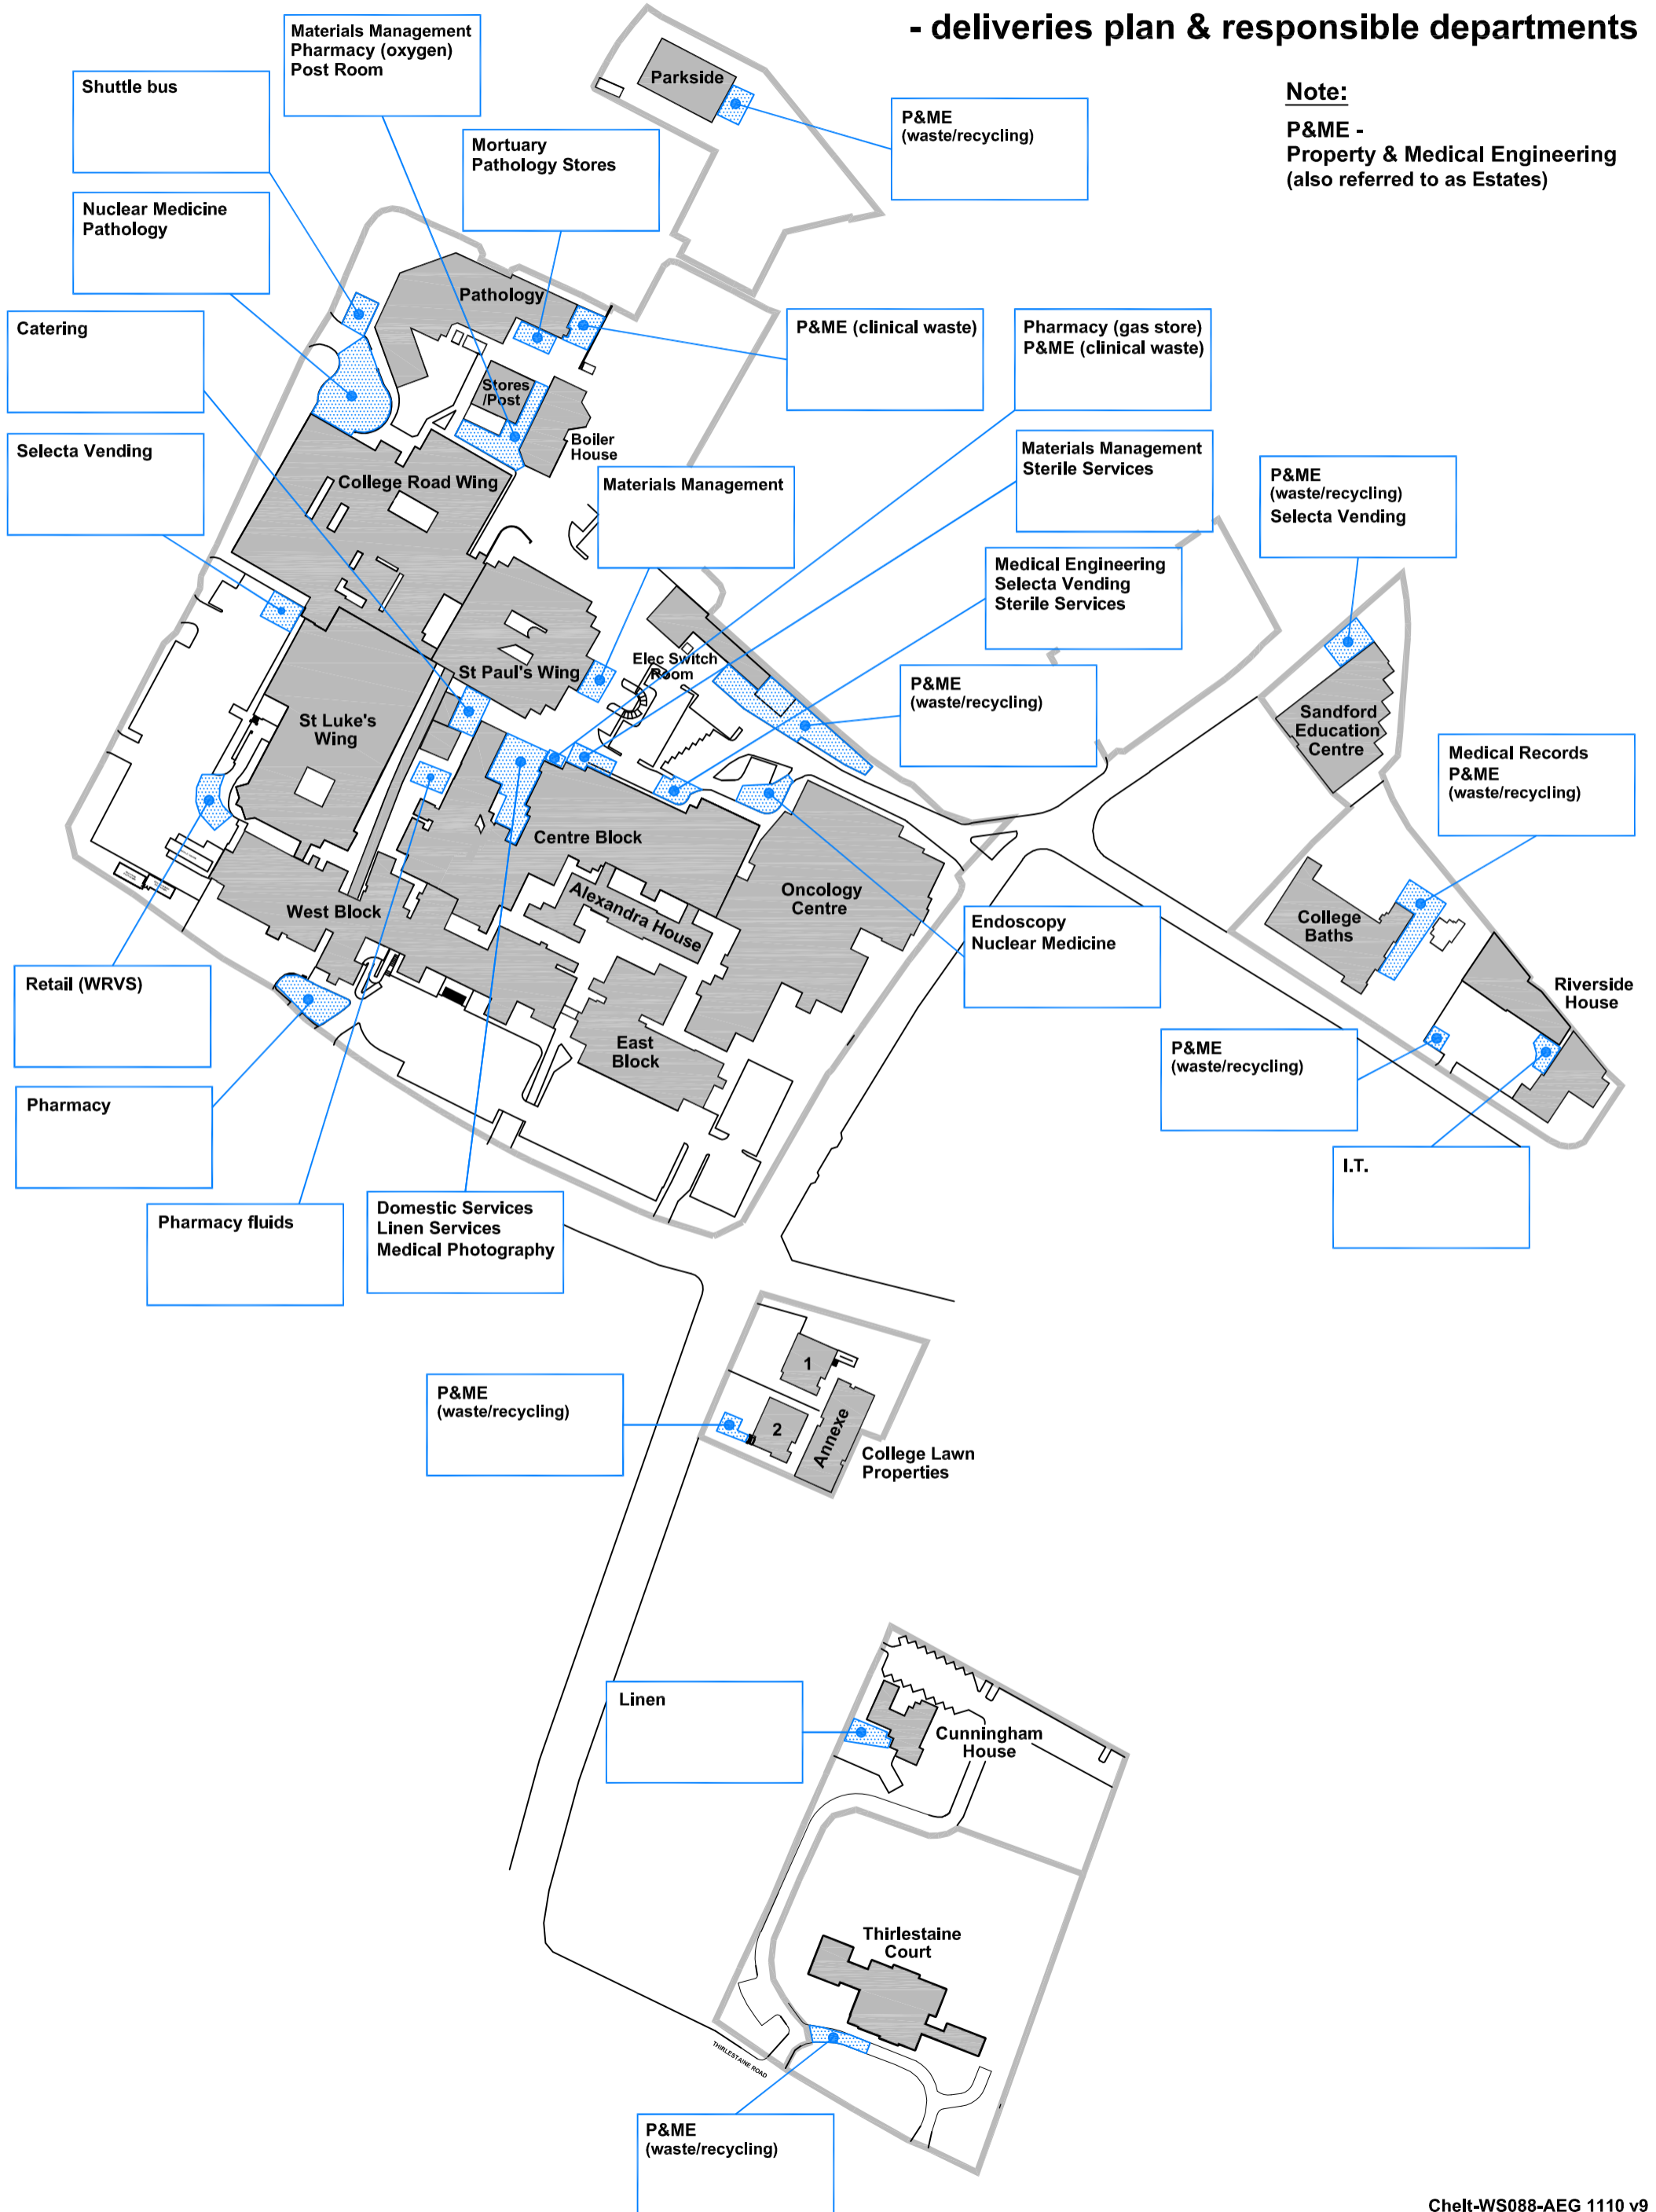 - deliveries plan & responsible departments
Note:
P&ME -
Property & Medical Engineering
(also referred to as Estates)
Materials Management
Pharmacy (oxygen)
Post Room
Shuttle bus
Parkside
P&ME
(waste/recycling)
Mortuary
Pathology Stores
Nuclear Medicine
Pathology
Pathology
Catering
P&ME (clinical waste)
Pharmacy (gas store)
P&ME (clinical waste)
Stores
/Post
Boiler
House
Selecta Vending
College Road Wing
Materials Management
Materials Management
Sterile Services
P&ME
(waste/recycling)
Selecta Vending
Medical Engineering
Selecta Vending
Sterile Services
St Paul's Wing
Elec Switch
Room
P&ME
(waste/recycling)
St Luke's
Wing
Sandford
Education
Centre
Medical Records
P&ME
(waste/recycling)
Centre Block
Alexandra House
Oncology
Centre
West Block
College
Baths
Endoscopy
Nuclear Medicine
Retail (WRVS)
Riverside
House
East
Block
P&ME
(waste/recycling)
Pharmacy
I.T.
Pharmacy fluids
Domestic Services
Linen Services
Medical Photography
1
P&ME
(waste/recycling)
2
Annexe
College Lawn
Properties
Linen
Cunningham
House
Thirlestaine
Court
THIRLESTAINE ROAD
P&ME
(waste/recycling)
Chelt-WS088-AEG 1110 v9